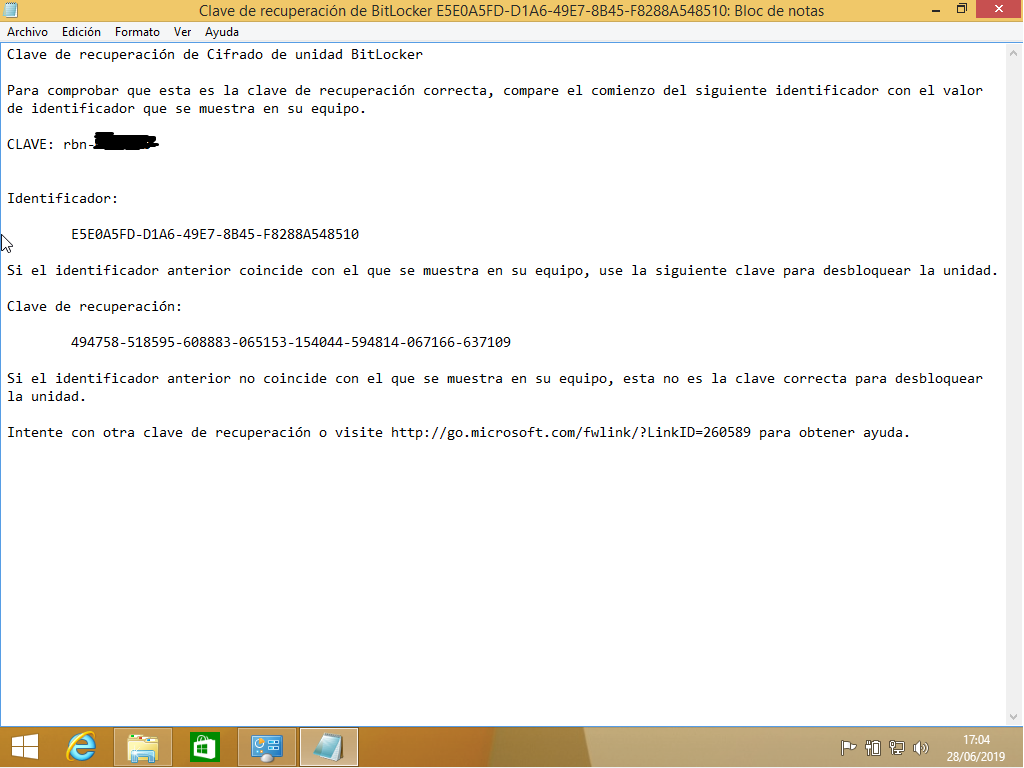 Clave de recuperación de BitLocker E5E0A5FD-D1A6-49E7-8B45-F8288A548510: Bloc de notas
Archivo Edición Formato Ver Ayuda
Clave de recuperación de Cifrado de unidad BitLocker
Para comprobar que esta es la clave de recuperación correcta, compare el comienzo del siguiente identificador con el valor
de identificador que se muestra en su equipo.
CLAVE: rbn-
Identificador:
E5E0A5FD-D1A6-49E7-8B45-F8288A548510
Si el identificador anterior coincide con el que se muestra en su equipo, use la siguiente clave para desbloquear la unidad.
Clave de recuperación:
494758-518595-608883-065153-154044-594814-067166-637109
Si el identificador anterior no coincide con el que se muestra en su equipo, esta no es la clave correcta para desbloquear
la unidad.
Intente con otra clave de recuperación o visite http://go.microsoft.com/fwlink/?LinkID=260589 para obtener ayuda.
17:04
28/06/2019